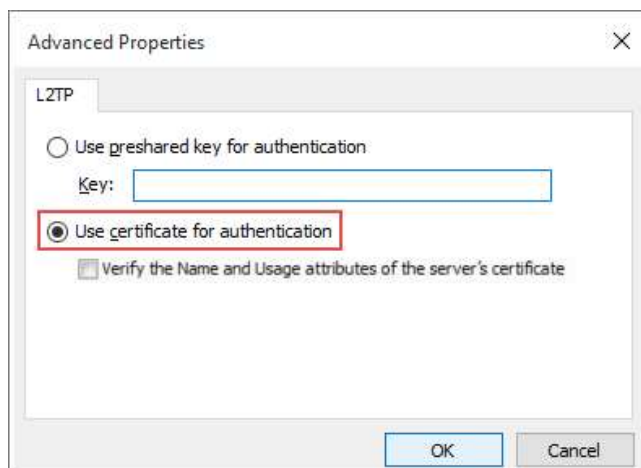 Advanced Properties
L2TP
Use preshared key for authentication
Key:
Use certificate for authentication
Verify the Name and Usage attributes of the server's certificate
OK Cancel